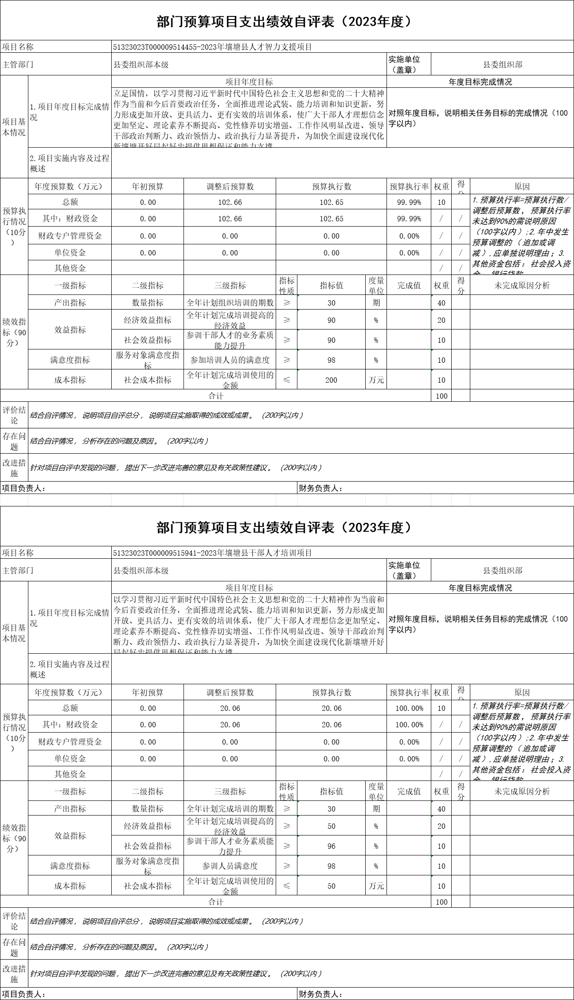 部门预算项目支出绩效自评表（2023年度）
项目名称 51323023T000009514455-2023年壤塘县人才智力支援项目
主管部门 县委组织部本级 实施单位（盖章） 县委组织部
项目基本情况
1.项目年度目标完成情况
项目年度目标 年度目标完成情况
立足国情，以学习贯彻习近平新时代中国特色社会主义思想和党的二十大精神
作为当前和今后首要政治任务，全面推进理论武装、能力培训和知识更新，努
力形成更加开放、更具活力、更有实效的培训体系，使广大干部人才理想信念
更加坚定、理论素养不断提高、党性修养切实增强、工作作风明显改进、领导
干部政治判断力、政治领悟力、政治执行力显著提升，为加快全面建设现代化
新壤塘开好局起好步提供思想保证和能力支撑
对照年度目标，说明相关任务目标的完成情况（100
字以内）
2.项目实施内容及过程概述
预算执行情况（10分）
年度预算数（万元） 年初预算 调整后预算数 预算执行数 预算执行率 权重 得分 原因
总额 0.00 102.66 102.65 99.99% 10
其中：财政资金 0.00 102.66 102.65 99.99% / /
财政专户管理资金 0.00 0.00 0.00 0.00% / /
单位资金 0.00 0.00 0.00 0.00% / /
其他资金 / /
1.预算执行率=预算执行数/
调整后预算数，预算执行率
未达到90%的需说明原因
（100字以内）;2.年中发生
预算调整的（追加或调
减）,应单独说明理由；3.
其他资金包括：社会投入资
金、银行贷款
绩效指标（90分）
一级指标 二级指标 三级指标 指标性质 指标值 度量单位 完成值 权重 得分 未完成原因分析
产出指标 数量指标 全年计划组织培训的期数 ≥ 30 期 40
效益指标 经济效益指标 全年计划完成培训提高的经济效益 ≥ 90 % 20
社会效益指标 参训干部人才的业务素质能力提升 ≥ 90 % 10
满意度指标 服务对象满意度指标 参加培训人员的满意度 ≥ 98 % 10
成本指标 社会成本指标 全年计划完成培训使用的金额 ≤ 200 万元 10
合计 100
评价结论 结合自评情况，说明项目自评总分，说明项目实施取得的成效或成果。（200字以内）
存在问题 结合自评情况，分析存在的问题及原因。（200字以内）
改进措施 针对项目自评中发现的问题，提出下一步改进完善的意见及有关政策性建议。（200字以内）
项目负责人： 财务负责人：
部门预算项目支出绩效自评表（2023年度）
项目名称 51323023T000009515941-2023年壤塘县干部人才培训项目
主管部门 县委组织部本级 实施单位（盖章） 县委组织部
项目基本情况
1.项目年度目标完成情况
项目年度目标 年度目标完成情况
以学习贯彻习近平新时代中国特色社会主义思想和党的二十大精神作为当前和
今后首要政治任务，全面推进理论武装、能力培训和知识更新，努力形成更加
开放、更具活力、更有实效的培训体系，使广大干部人才理想信念更加坚定、
理论素养不断提高、党性修养切实增强、工作作风明显改进、领导干部政治判
断力、政治领悟力、政治执行力显著提升，为加快全面建设现代化新壤塘开好
局起好步提供思想保证和能力支撑
对照年度目标，说明相关任务目标的完成情况（100
字以内）
2.项目实施内容及过程概述
预算执行情况（10分）
年度预算数（万元） 年初预算 调整后预算数 预算执行数 预算执行率 权重 得分 原因
总额 0.00 20.06 20.06 100.00% 10
其中：财政资金 0.00 20.06 20.06 100.00% / /
财政专户管理资金 0.00 0.00 0.00 0.00% / /
单位资金 0.00 0.00 0.00 0.00% / /
其他资金 / /
1.预算执行率=预算执行数/
调整后预算数，预算执行率
未达到90%的需说明原因
（100字以内）;2.年中发生
预算调整的（追加或调
减）,应单独说明理由；3.
其他资金包括：社会投入资
金、银行贷款
绩效指标（90分）
一级指标 二级指标 三级指标 指标性质 指标值 度量单位 完成值 权重 得分 未完成原因分析
产出指标 数量指标 全年计划完成培训的期数 ≥ 30 期 40
效益指标 经济效益指标 全年计划完成培训提高的经济效益 ≥ 50 % 20
社会效益指标 参训干部人才业务素质能力提升 ≥ 96 % 10
满意度指标 服务对象满意度指标 参训人员满意度 ≥ 98 % 10
成本指标 社会成本指标 全年计划完成培训使用的金额 ≤ 50 万元 10
合计 100
评价结论 结合自评情况，说明项目自评总分，说明项目实施取得的成效或成果。（200字以内）
存在问题 结合自评情况，分析存在的问题及原因。（200字以内）
改进措施 针对项目自评中发现的问题，提出下一步改进完善的意见及有关政策性建议。（200字以内）
项目负责人： 财务负责人：